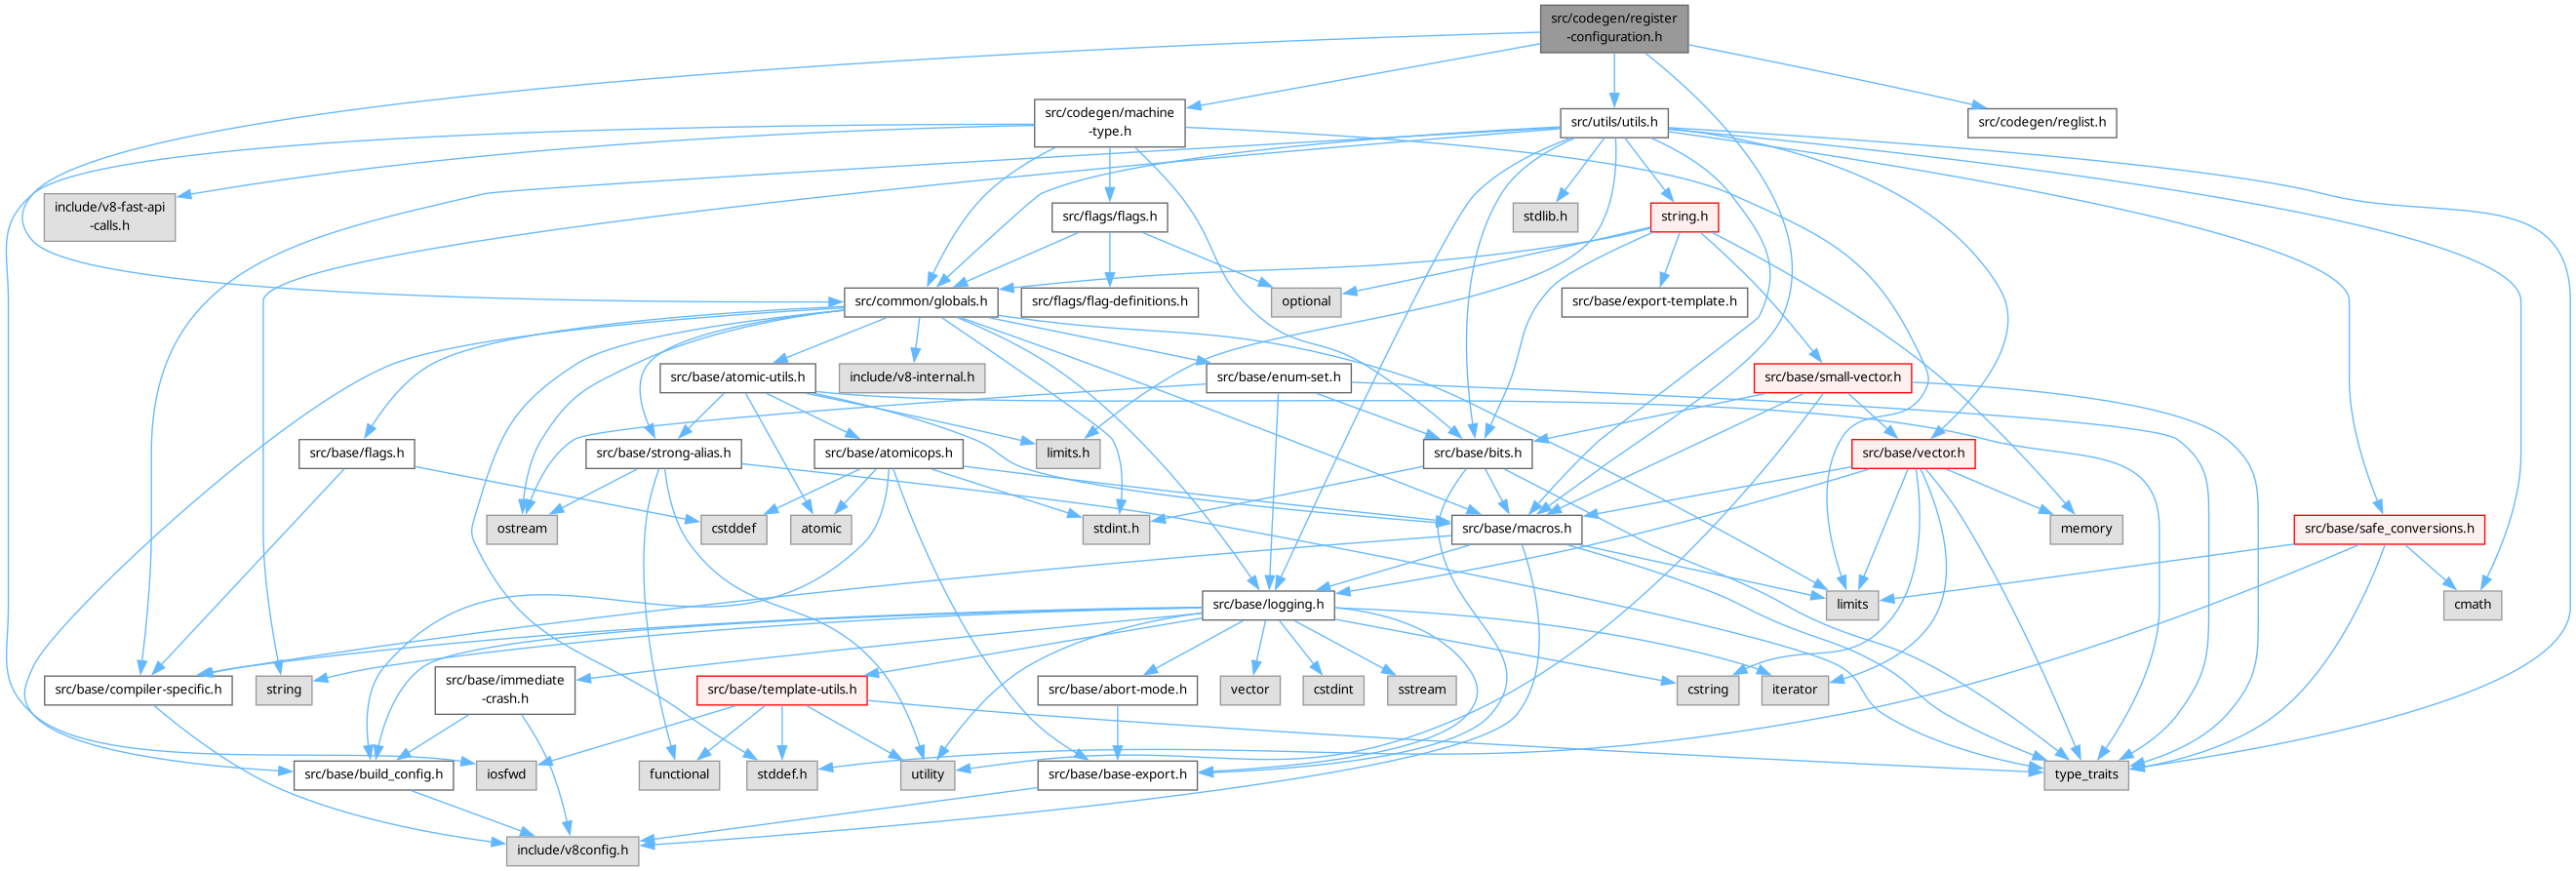 src/codegen/register
-configuration.h
src/codegen/machine
-type.h
src/utils/utils.h
src/codegen/reglist.h
include/v8-fast-api
-calls.h
src/flags/flags.h
stdlib.h
string.h
src/common/globals.h
src/flags/flag-definitions.h
optional
src/base/export-template.h
src/base/atomic-utils.h
include/v8-internal.h
src/base/enum-set.h
src/base/small-vector.h
src/base/flags.h
src/base/strong-alias.h
src/base/atomicops.h
limits.h
src/base/bits.h
src/base/vector.h
ostream
cstddef
atomic
stdint.h
src/base/macros.h
memory
src/base/safe_conversions.h
src/base/logging.h
limits
cmath
src/base/compiler-specific.h
string
src/base/immediate
-crash.h
src/base/template-utils.h
src/base/abort-mode.h
vector
cstdint
sstream
cstring
iterator
src/base/build_config.h
iosfwd
functional
stddef.h
utility
src/base/base-export.h
type_traits
include/v8config.h